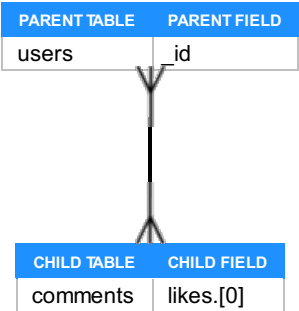 PARENT TABLE PARENT FIELD
users _id
CHILD TABLE CHILD FIELD
comments likes.[0]